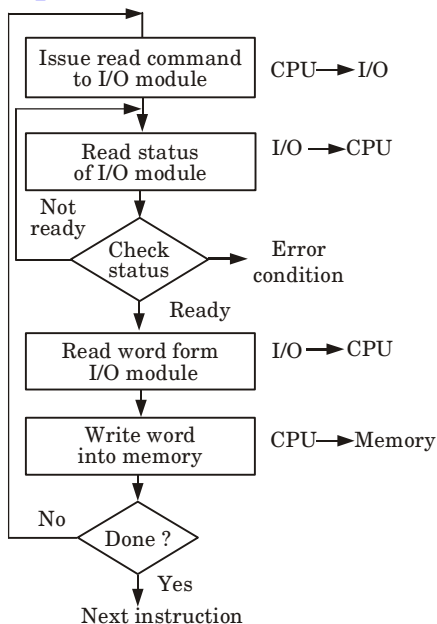 Issue read command
to I/O module
CPU → I/O
Read status
of I/O module
I/O → CPU
Not
ready
Check
status
Error
condition
Ready
Read word form
I/O module
I/O → CPU
Write word
into memory
CPU → Memory
No
Done ?
Yes
Next instruction